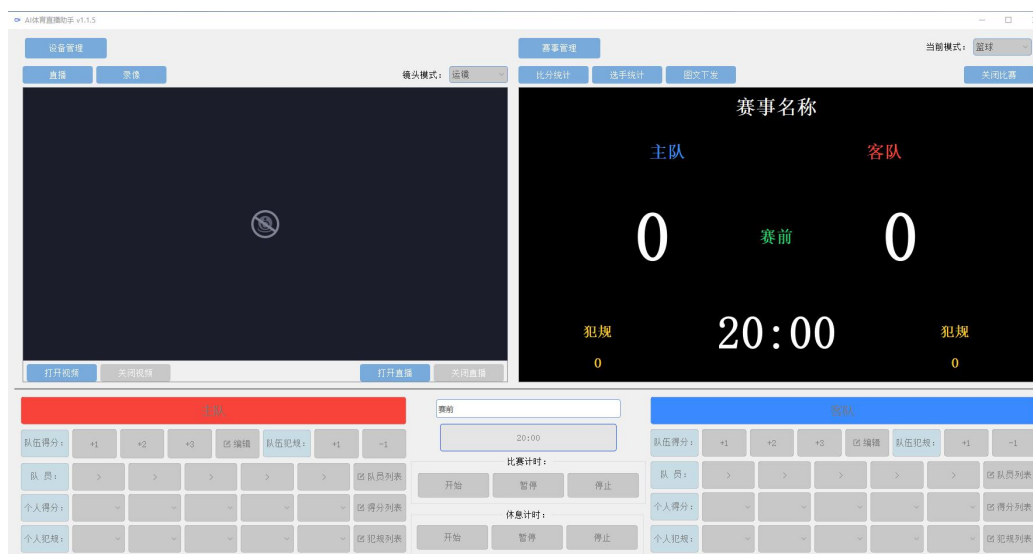 AI体育直播助手 v1.1.5
设备管理
赛事管理
当前模式： 篮球
直播 录像 镜头模式： 运镜
比分统计 选手统计 图文下发 关闭比赛
赛事名称
主队 客队
0 赛前 0
犯规 20:00 犯规
0 0
打开视频 关闭视频 打开直播 关闭直播
主队
赛前
客队
队伍得分： +1 +2 +3 编辑 队伍犯规： +1 -1
20:00
队伍得分： +1 +2 +3 编辑 队伍犯规： +1 -1
比赛计时：
队 员： 队员列表
开始 暂停 停止
队 员： 队员列表
个人得分： 得分列表
休息计时：
个人得分： 得分列表
个人犯规： 犯规列表
开始 暂停 停止
个人犯规： 犯规列表